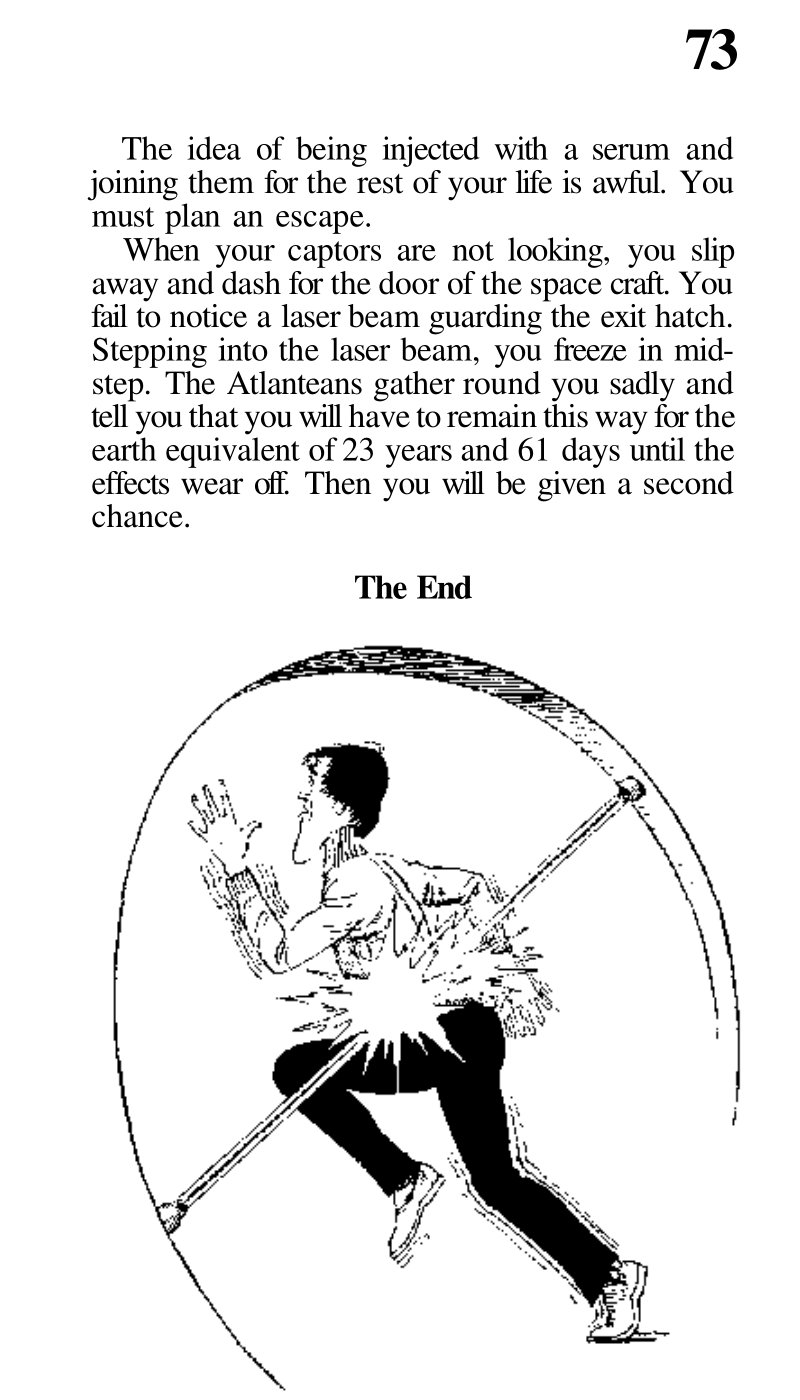 73
The idea of being injected with a serum and
joining them for the rest of your life is awful. You
must plan an escape.
When your captors are not looking, you slip
away and dash for the door of the space craft. You
fail to notice a laser beam guarding the exit hatch.
Stepping into the laser beam, you freeze in mid-
step. The Atlanteans gather round you sadly and
tell you that you will have to remain this way for the
earth equivalent of 23 years and 61 days until the
effects wear off. Then you will be given a second
chance.
The End